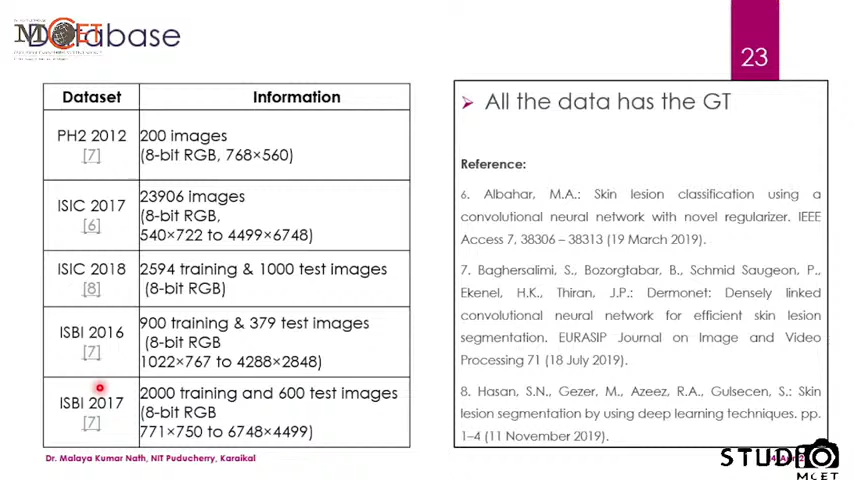 Database
MCET
23
Dataset Information
PH2 2012
[7]
200 images
(8-bit RGB, 768×560)
ISIC 2017
[6]
23906 images
(8-bit RGB,
540×722 to 4499×6748)
ISIC 2018
[8]
2594 training & 1000 test images
(8-bit RGB)
ISBI 2016
[7]
900 training & 379 test images
(8-bit RGB
1022×767 to 4288×2848)
ISBI 2017
[7]
2000 training and 600 test images
(8-bit RGB
771×750 to 6748×4499)
All the data has the GT
Reference:
6. Albahar, M.A.: Skin lesion classification using a
convolutional neural network with novel regularizer. IEEE
Access 7, 38306 – 38313 (19 March 2019).
7. Baghersalimi, S., Bozorgtabar, B., Schmid Saugeon, P.,
Ekenel, H.K., Thiran, J.P.: Dermonet: Densely linked
convolutional neural network for efficient skin lesion
segmentation. EURASIP Journal on Image and Video
Processing 71 (18 July 2019).
8. Hasan, S.N., Gezer, M., Azeez, R.A., Gulsecen, S.: Skin
lesion segmentation by using deep learning techniques. pp.
1–4 (11 November 2019).
Dr. Malaya Kumar Nath, NIT Puducherry, Karaikal
STUDIO
MCET